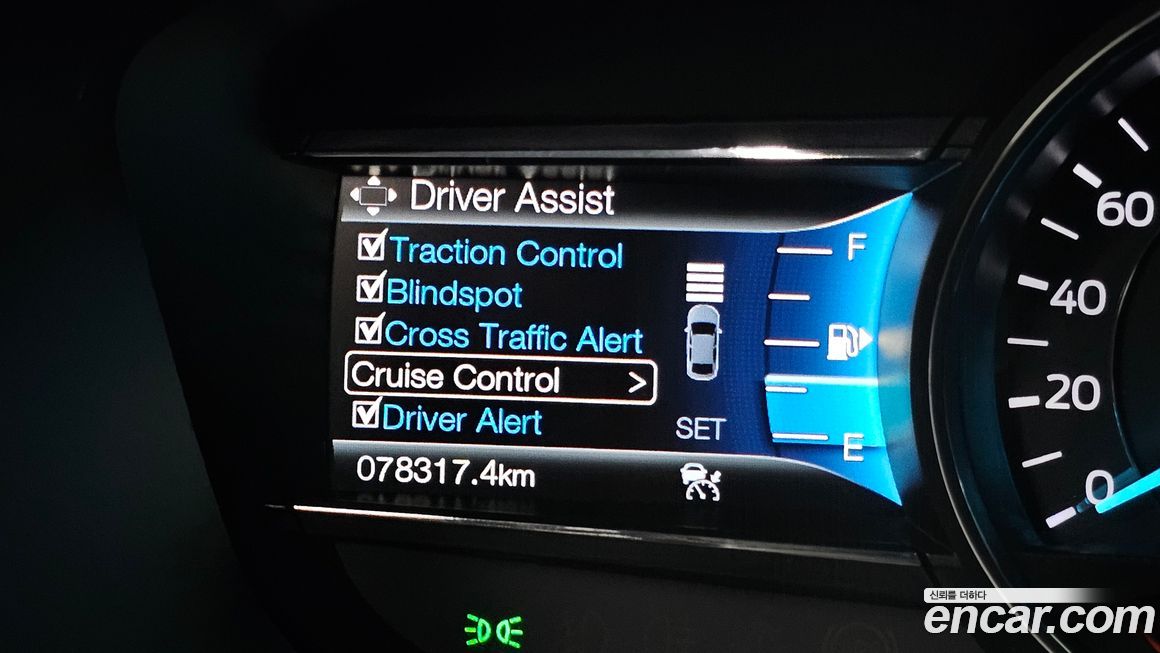 Driver Assist
Traction Control
Blindspot
Cross Traffic Alert
Cruise Control >
Driver Alert
SET
078317.4km
F
E
60
40
20
0
신뢰를 더하다
encar.com